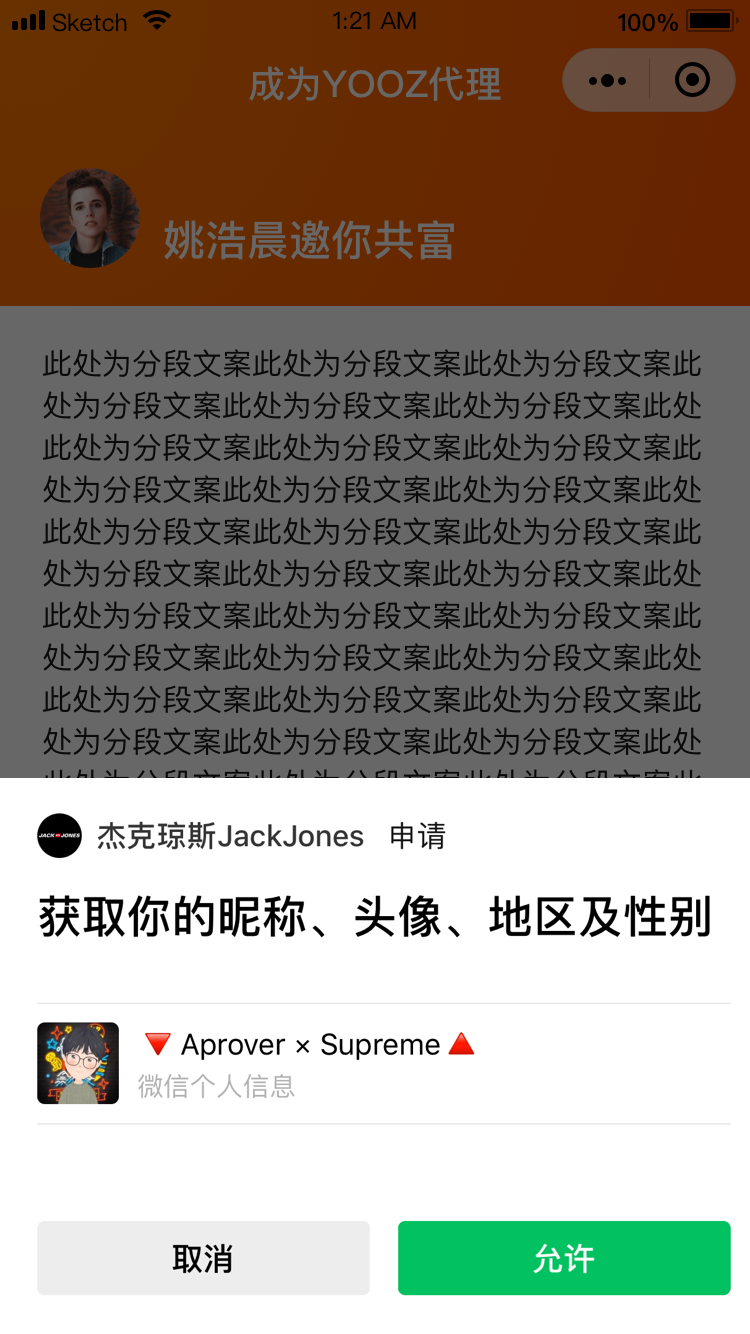 Sketch 1:21 AM 100%
成为YOOZ代理
姚浩晨邀你共富
此处为分段文案此处为分段文案此处为分段文案此
处为分段文案此处为分段文案此处为分段文案此处
此处为分段文案此处为分段文案此处为分段文案此
处为分段文案此处为分段文案此处为分段文案此处
此处为分段文案此处为分段文案此处为分段文案此
处为分段文案此处为分段文案此处为分段文案此处
此处为分段文案此处为分段文案此处为分段文案此
处为分段文案此处为分段文案此处为分段文案此处
此处为分段文案此处为分段文案此处为分段文案此
处为分段文案此处为分段文案此处为分段文案此处
JACK JONES 杰克琼斯JackJones 申请
获取你的昵称、头像、地区及性别
🔻 Aprover × Supreme 🔺
微信个人信息
取消 允许